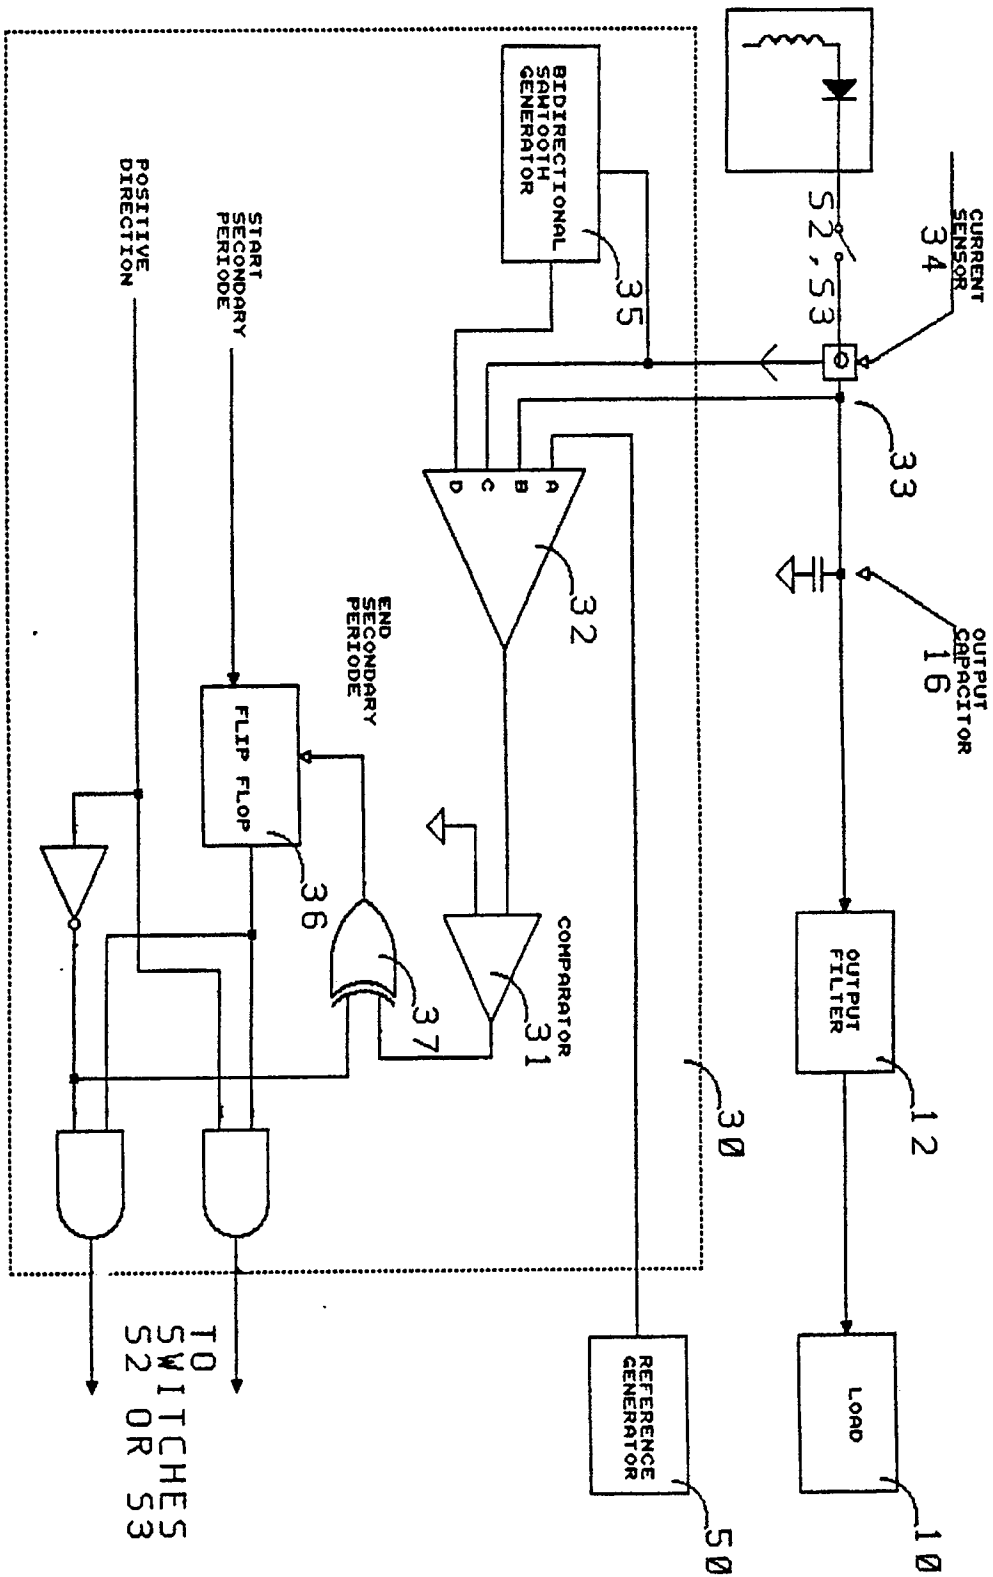 CURRENT
SENSOR
34
S2,S3
33
OUTPUT
CAPACITOR
16
OUTPUT
FILTER
12
LOAD
10
BIDIRECTIONAL
SAWTOOTH
GENERATOR
35
A
B
C
D
32
30
REFERENCE
GENERATOR
50
COMPARATOR
31
37
END
SECONDARY
PERIODE
START
SECONDARY
PERIODE
FLIP FLOP
36
POSITIVE
DIRECTION
TO
SWITCHES
S2 OR S3